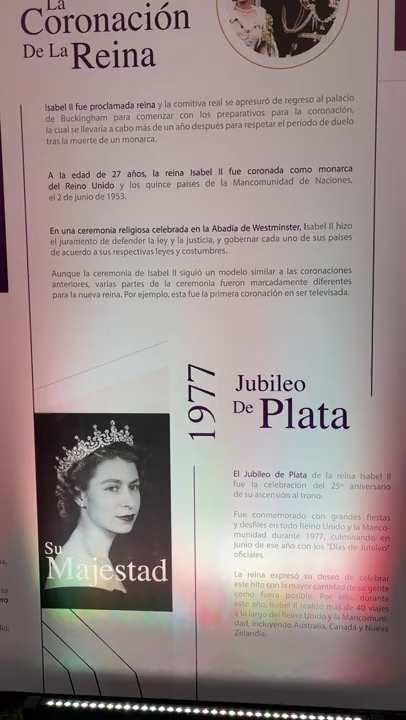 La
Coronación
De La Reina
Isabel II fue proclamada reina y la comitiva real se apresuró de regreso al palacio
de Buckingham para comenzar con los preparativos para la coronación,
la cual se llevaría a cabo más de un año después para respetar el periodo de duelo
tras la muerte de un monarca.
A la edad de 27 años, la reina Isabel II fue coronada como monarca
del Reino Unido y los quince países de la Mancomunidad de Naciones,
el 2 de junio de 1953.
En una ceremonia religiosa celebrada en la Abadía de Westminster, Isabel II hizo
el juramento de defender la ley y la justicia, y gobernar cada uno de sus países
de acuerdo a sus respectivas leyes y costumbres.
Aunque la ceremonia de Isabel II siguió un modelo similar a las coronaciones
anteriores, varias partes de la ceremonia fueron marcadamente diferentes
para la nueva reina. Por ejemplo, esta fue la primera coronación en ser televisada.
1977
Jubileo
De Plata
El Jubileo de Plata de la reina Isabel II
fue la celebración del 25º aniversario
de su ascensión al trono.
Fue conmemorado con grandes fiestas
y desfiles en todo Reino Unido y la Manco-
munidad durante 1977, culminando en
junio de ese año con los "Días de Jubileo"
oficiales.
La reina expresó su deseo de celebrar
este hito con la mayor cantidad de su gente
como fuera posible. Por ello, durante
este año, Isabel II realizó más de 40 viajes
a lo largo del Reino Unido y la Mancomuni-
dad, incluyendo Australia, Canadá y Nueva
Zelandia.
Su
Majestad